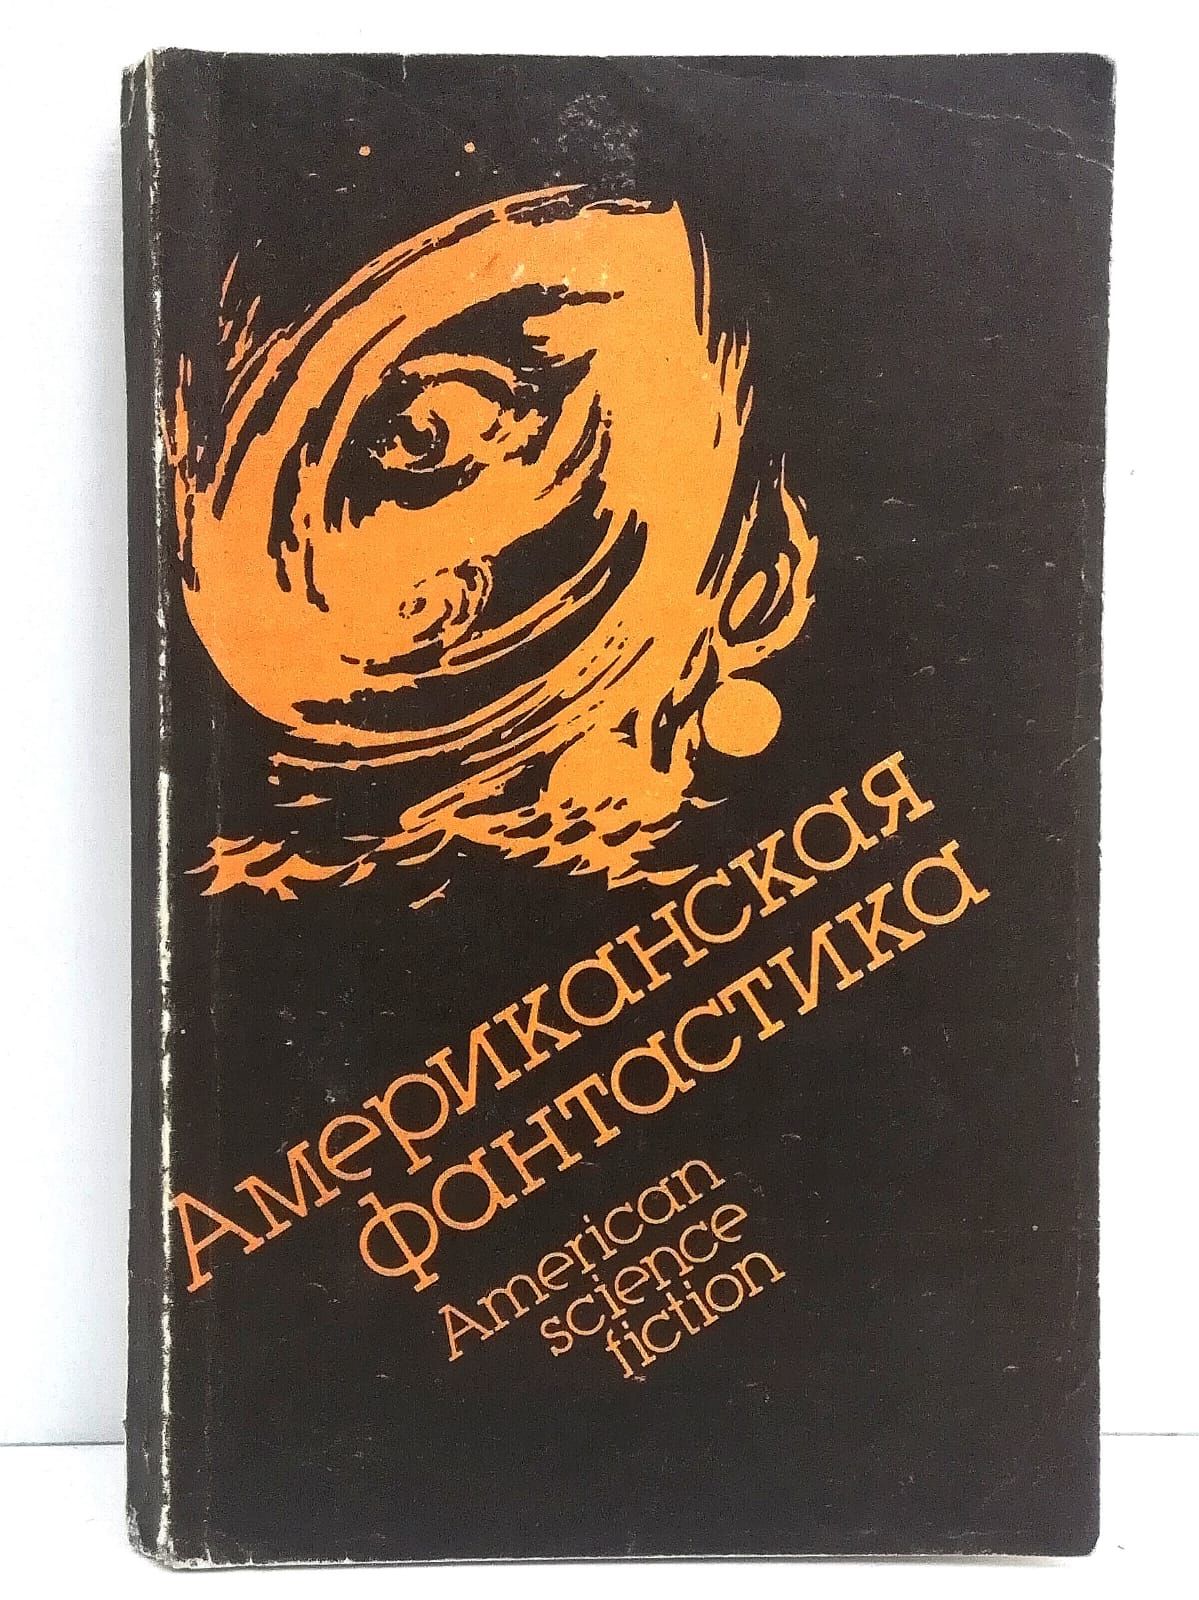 Американская
фантастика
American
science
fiction